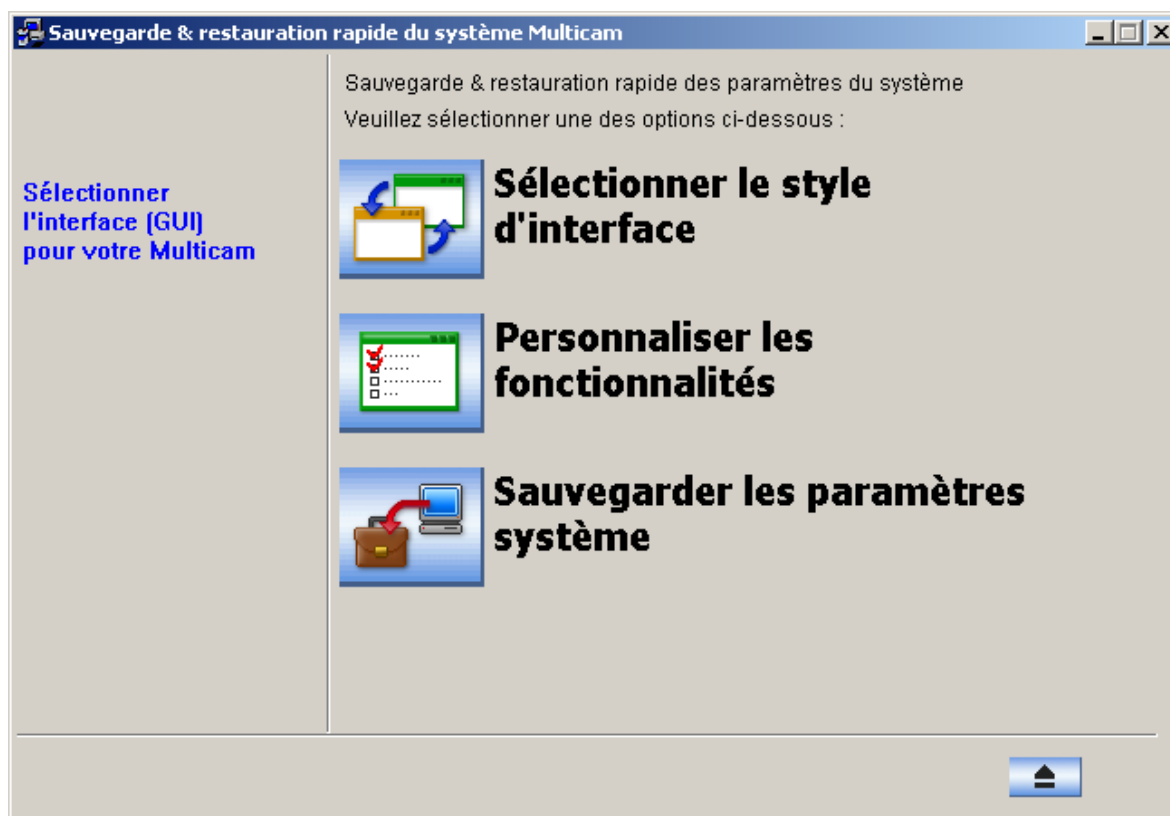 Sauvegarde & restauration rapide du système Multicam
Sauvegarde & restauration rapide des paramètres du système
Veuillez sélectionner une des options ci-dessous :
Sélectionner
l'interface (GUI)
pour votre Multicam
Sélectionner le style
d'interface
Personnaliser les
fonctionnalités
Sauvegarder les paramètres
système